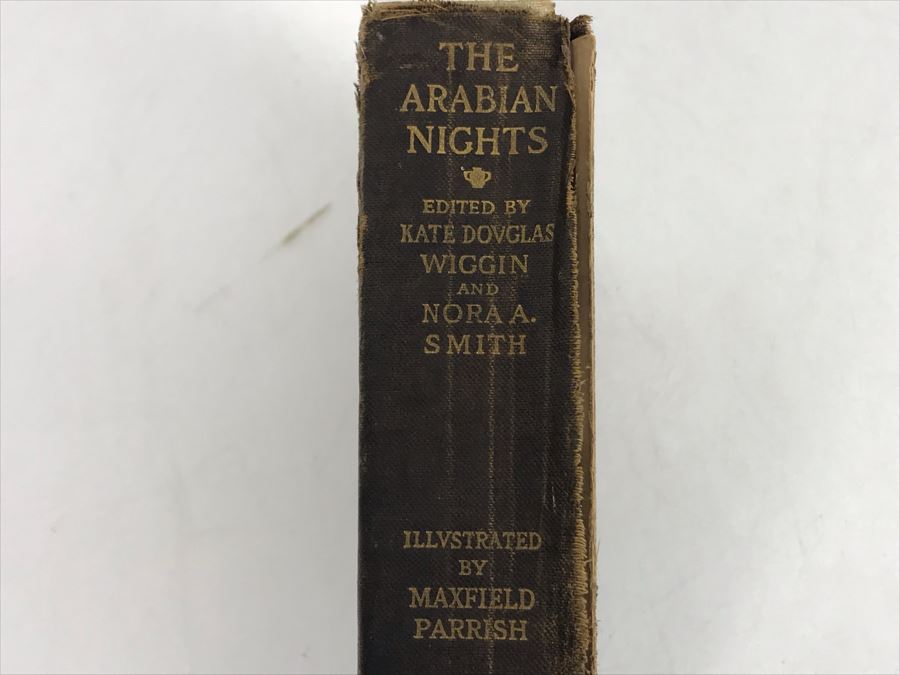 THE
ARABIAN
NIGHTS
EDITED BY
KATE DOVGLAS
WIGGIN
AND
NORA A.
SMITH
ILLVSTRATED
BY
MAXFIELD
PARRISH